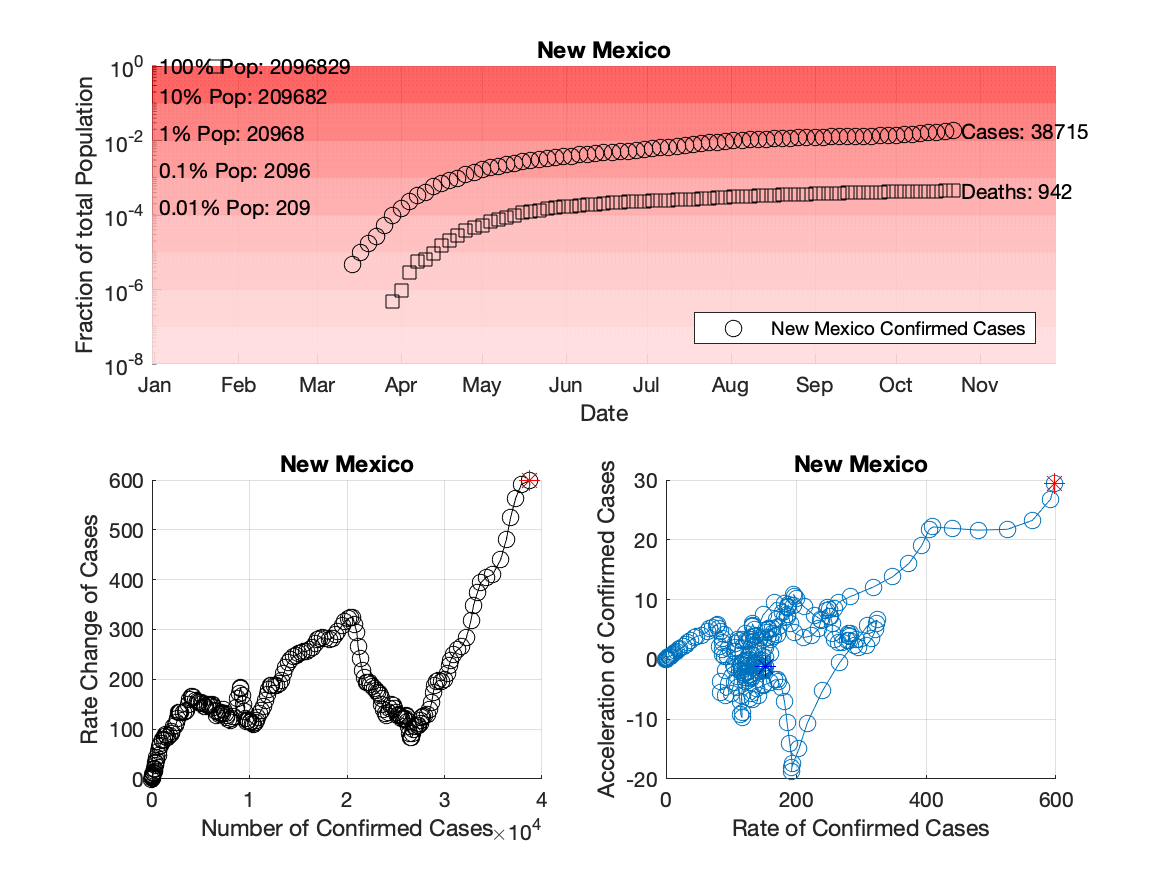 New Mexico
Fraction of total Population
10^0
10^-2
10^-4
10^-6
10^-8
100% Pop: 2096829
10% Pop: 209682
1% Pop: 20968
0.1% Pop: 2096
0.01% Pop: 209
Cases: 38715
Deaths: 942
New Mexico Confirmed Cases
Jan Feb Mar Apr May Jun Jul Aug Sep Oct Nov
Date
New Mexico
Rate Change of Cases
600
500
400
300
200
100
0
0 1 2 3 4
Number of Confirmed Cases ×10^4
New Mexico
Acceleration of Confirmed Cases
30
20
10
0
-10
-20
0 200 400 600
Rate of Confirmed Cases